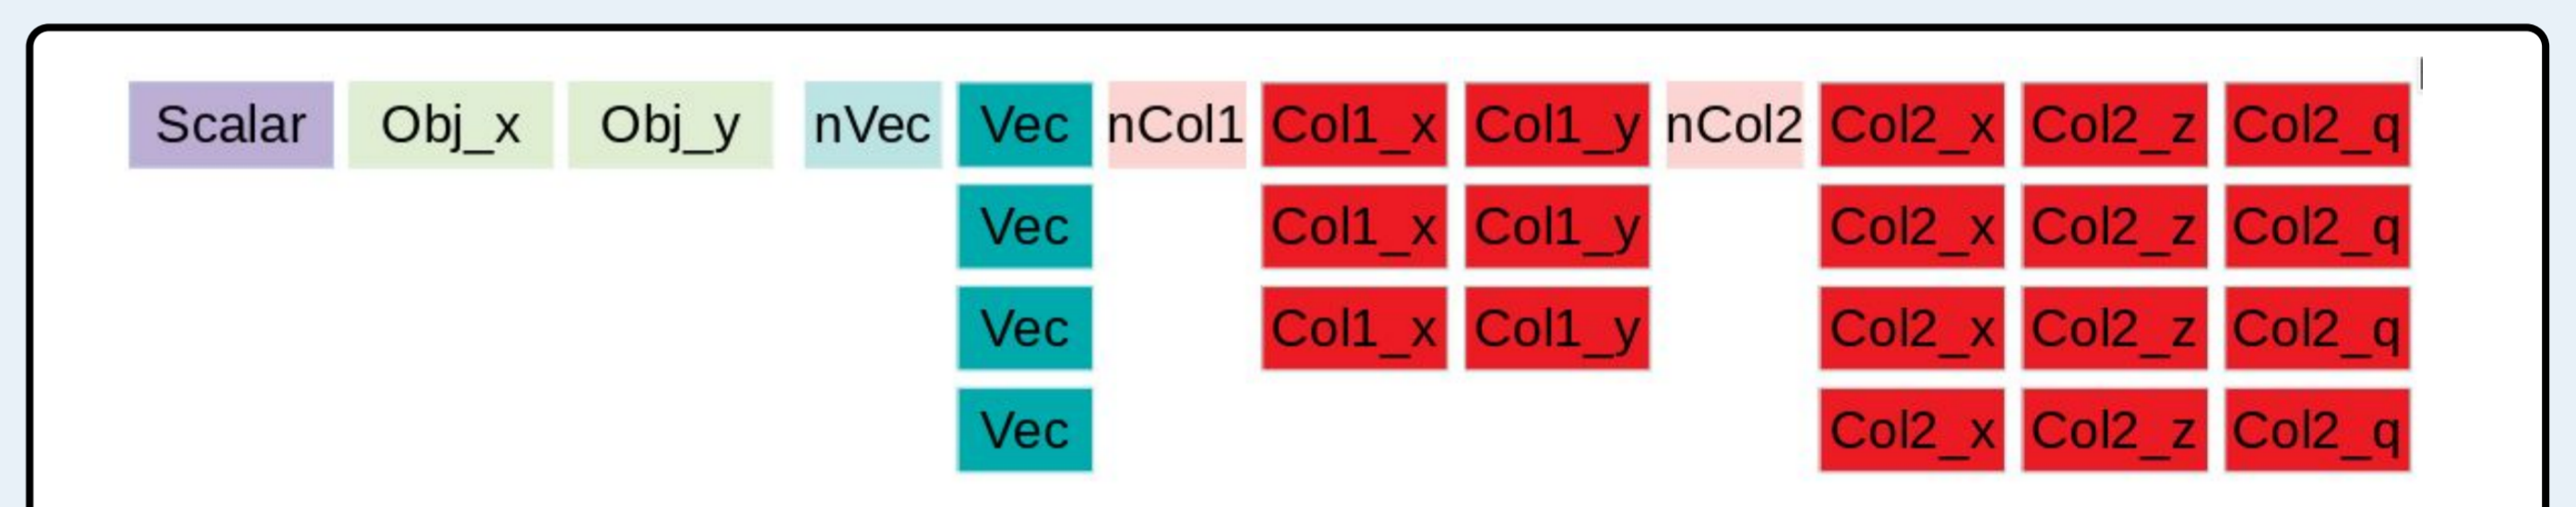 Scalar Obj_x Obj_y nVec Vec nCol1 Col1_x Col1_y nCol2 Col2_x Col2_z Col2_q
Vec Col1_x Col1_y Col2_x Col2_z Col2_q
Vec Col1_x Col1_y Col2_x Col2_z Col2_q
Vec Col2_x Col2_z Col2_q